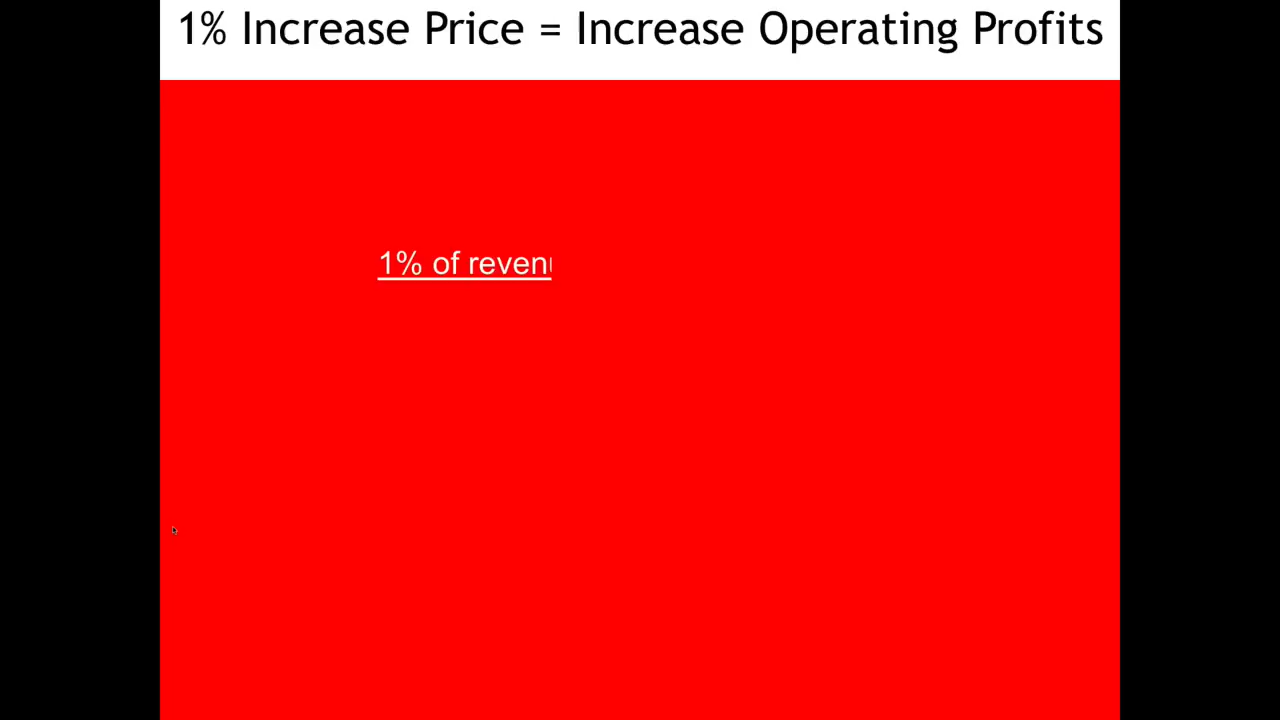 1% Increase Price = Increase Operating Profits
1% of reven